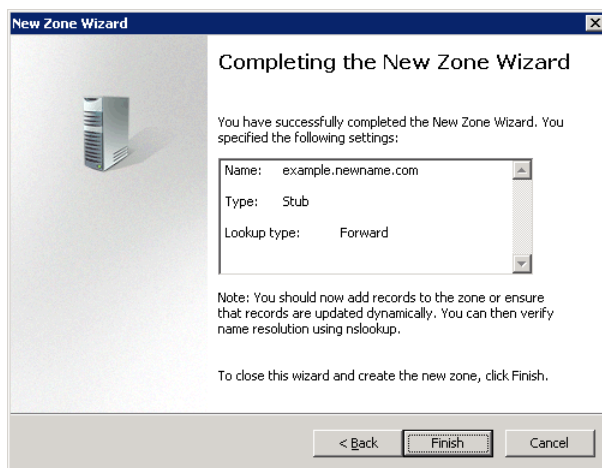 New Zone Wizard
Completing the New Zone Wizard
You have successfully completed the New Zone Wizard. You
specified the following settings:
Name: example.newname.com
Type: Stub
Lookup type: Forward
Note: You should now add records to the zone or ensure
that records are updated dynamically. You can then verify
name resolution using nslookup.
To close this wizard and create the new zone, click Finish.
< Back Finish Cancel